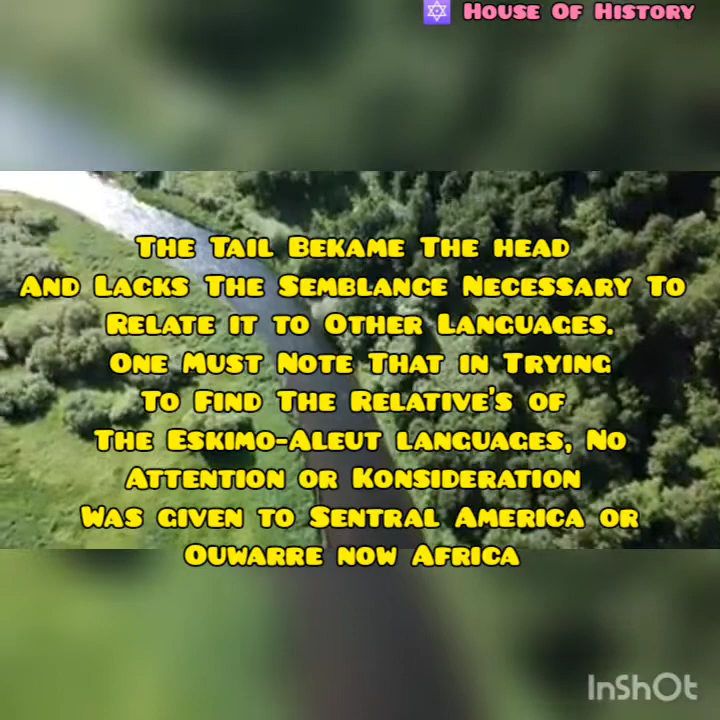 🔯 House Of History
The Tail Bekame The head
And Lacks The Semblance Necessary To
Relate it to Other Languages.
One Must Note That in Trying
To Find The Relative's of
The Eskimo-Aleut languages, No
Attention or Konsideration
Was given to Sentral America or
Ouwarre now Africa
InShOt